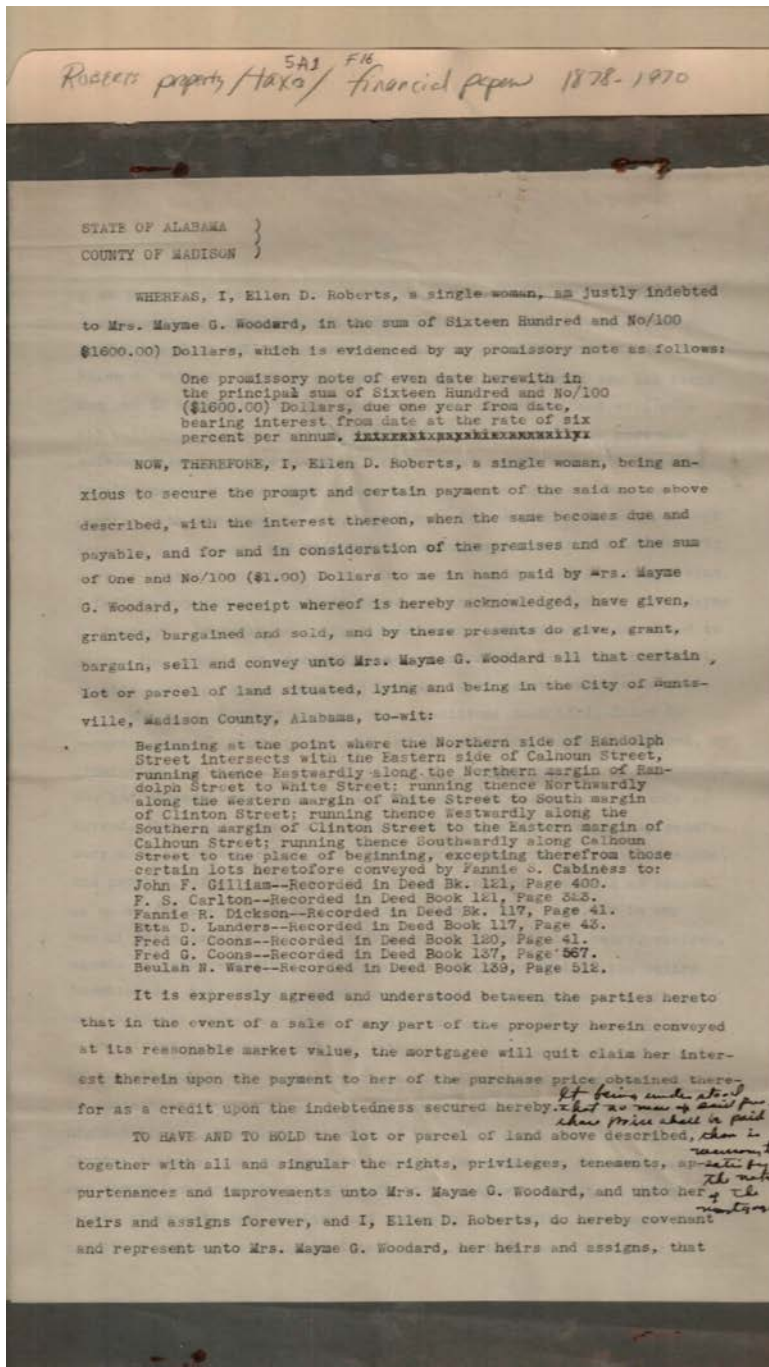 5A1 F16
Roberts property/taxes/financial papers 1878-1970
STATE OF ALABAMA )
)
COUNTY OF MADISON )
WHEREAS, I, Ellen D. Roberts, a single woman, am justly indebted
to Mrs. Mayme G. Woodard, in the sum of Sixteen Hundred and No/100
$1600.00) Dollars, which is evidenced by my promissory note as follows:
One promissory note of even date herewith in
the principal sum of Sixteen Hundred and No/100
($1600.00) Dollars, due one year from date,
bearing interest from date at the rate of six
percent per annum.
NOW, THEREFORE, I, Ellen D. Roberts, a single woman, being an-
xious to secure the prompt and certain payment of the said note above
described, with the interest thereon, when the same becomes due and
payable, and for and in consideration of the premises and of the sum
of One and No/100 ($1.00) Dollars to me in hand paid by Mrs. Mayme
G. Woodard, the receipt whereof is hereby acknowledged, have given,
granted, bargained and sold, and by these presents do give, grant,
bargain, sell and convey unto Mrs. Mayme G. Woodard all that certain
lot or parcel of land situated, lying and being in the City of Hunts-
ville, Madison County, Alabama, to-wit:
Beginning at the point where the Northern side of Randolph
Street intersects with the Eastern side of Calhoun Street,
running thence Eastwardly along the Northern margin of Ran-
dolph Street to White Street; running thence Northwardly
along the Western margin of White Street to South margin
of Clinton Street; running thence Westwardly along the
Southern margin of Clinton Street to the Eastern margin of
Calhoun Street; running thence Southwardly along Calhoun
Street to the place of beginning, excepting therefrom those
certain lots heretofore conveyed by Fannie S. Cabiness to:
John F. Gilliam--Recorded in Deed Bk. 121, Page 400.
F. S. Carlton--Recorded in Deed Book 121, Page 323.
Fannie R. Dickson--Recorded in Deed Bk. 117, Page 41.
Etta D. Landers--Recorded in Deed Book 117, Page 43.
Fred G. Coons--Recorded in Deed Book 120, Page 41.
Fred G. Coons--Recorded in Deed Book 137, Page 567.
Beulah N. Ware--Recorded in Deed Book 139, Page 512.
It is expressly agreed and understood between the parties hereto
that in the event of a sale of any part of the property herein conveyed
at its reasonable market value, the mortgagee will quit claim her inter-
est therein upon the payment to her of the purchase price obtained there-
for as a credit upon the indebtedness secured hereby.
It being understood
that no more of said pur
chase price shall be paid
than is
necessary to
satisfy
the note
of the
mortgage
TO HAVE AND TO HOLD the lot or parcel of land above described,
together with all and singular the rights, privileges, tenements, ap-
purtenances and improvements unto Mrs. Mayme G. Woodard, and unto her
heirs and assigns forever, and I, Ellen D. Roberts, do hereby covenant
and represent unto Mrs. Mayme G. Woodard, her heirs and assigns, that